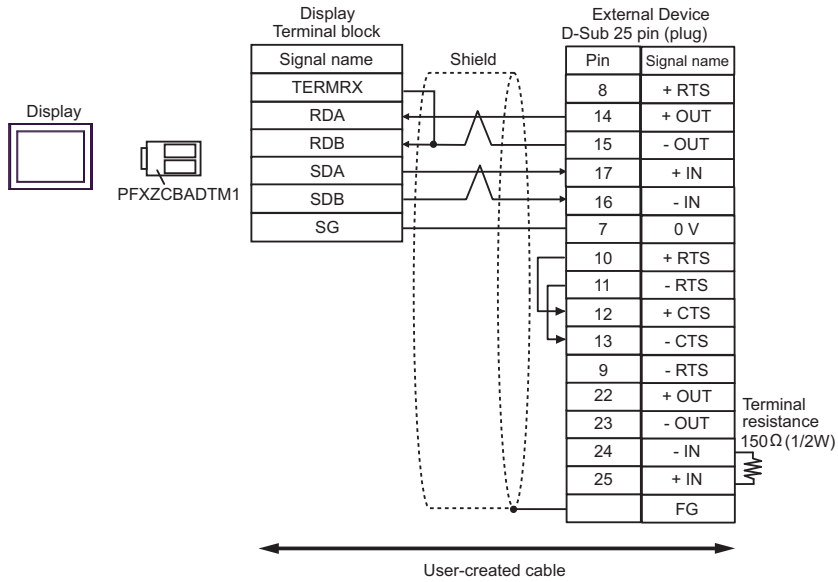 Display
Terminal block
External Device
D-Sub 25 pin (plug)
Signal name
Shield
Pin
Signal name
TERMRX
8
+ RTS
Display
RDA
14
+ OUT
RDB
15
- OUT
PFXZCBADTM1
SDA
17
+ IN
SDB
16
- IN
SG
7
0 V
10
+ RTS
11
- RTS
12
+ CTS
13
- CTS
9
- RTS
22
+ OUT
23
- OUT
24
- IN
25
+ IN
FG
Terminal
resistance
150Ω(1/2W)
User-created cable